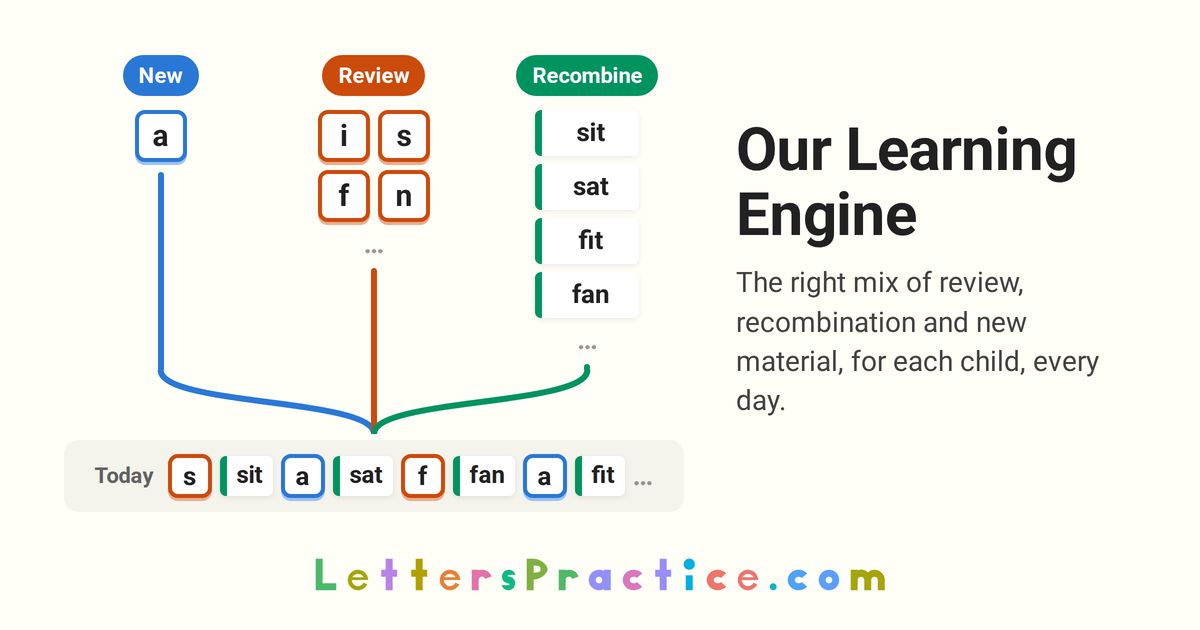 New
Review
Recombine
a
i s
f n
...
sit
sat
fit
fan
...
Our Learning
Engine
The right mix of review,
recombination and new
material, for each child, every
day.
Today s sit a sat f fan a fit ...
LettersPractice.com